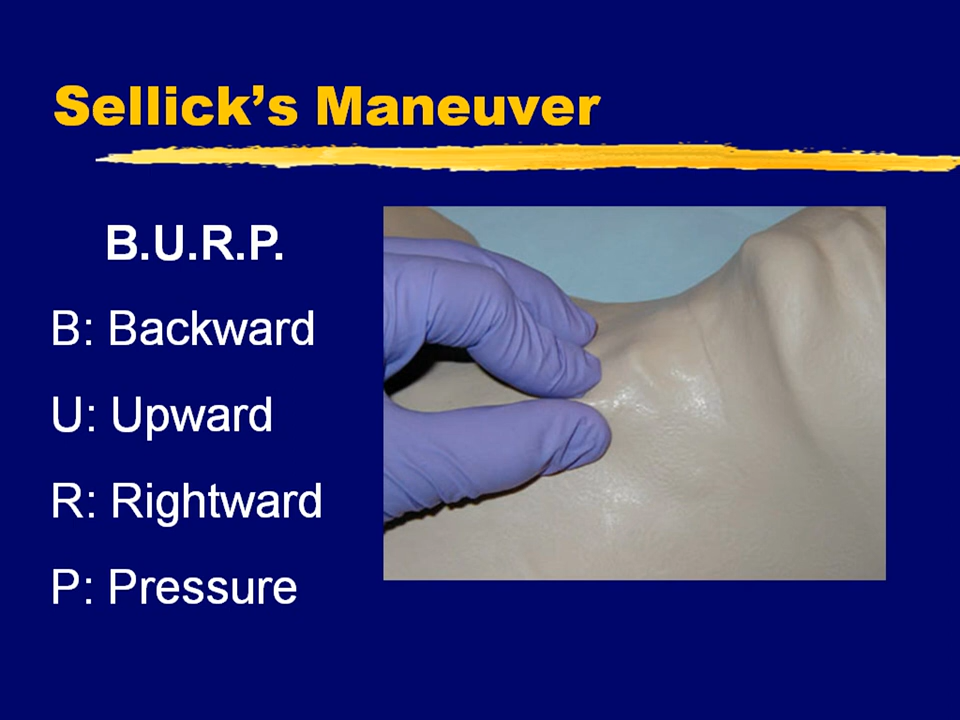 Sellick’s Maneuver
B.U.R.P.
B: Backward
U: Upward
R: Rightward
P: Pressure